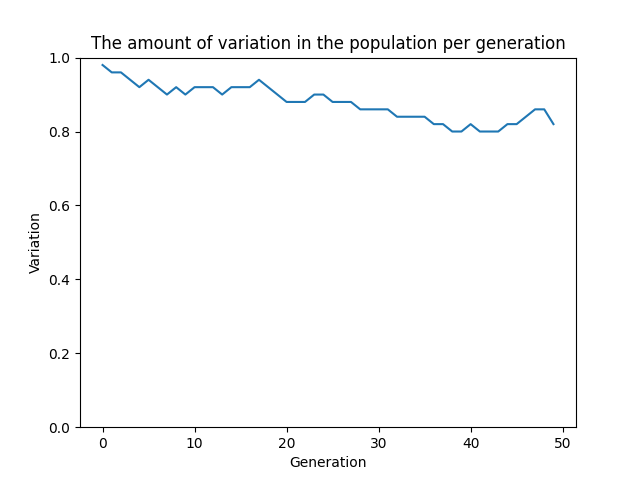 The amount of variation in the population per generation
1.0
0.8
0.6
0.4
0.2
0.0
Variation
0 10 20 30 40 50
Generation